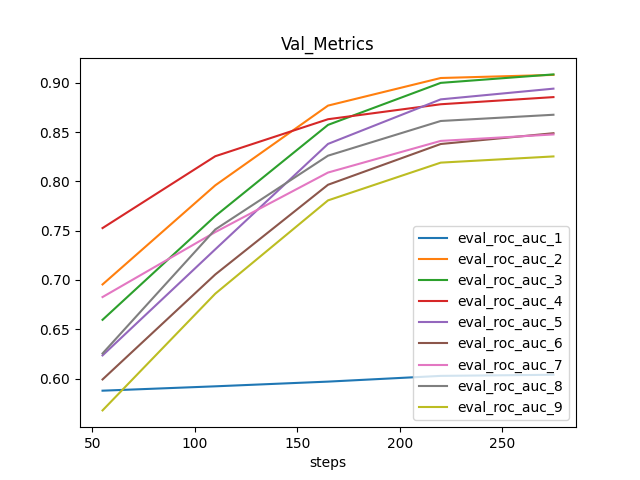 Val_Metrics
0.90
0.85
0.80
0.75
0.70
0.65
0.60
eval_roc_auc_1
eval_roc_auc_2
eval_roc_auc_3
eval_roc_auc_4
eval_roc_auc_5
eval_roc_auc_6
eval_roc_auc_7
eval_roc_auc_8
eval_roc_auc_9
50 100 150 200 250
steps